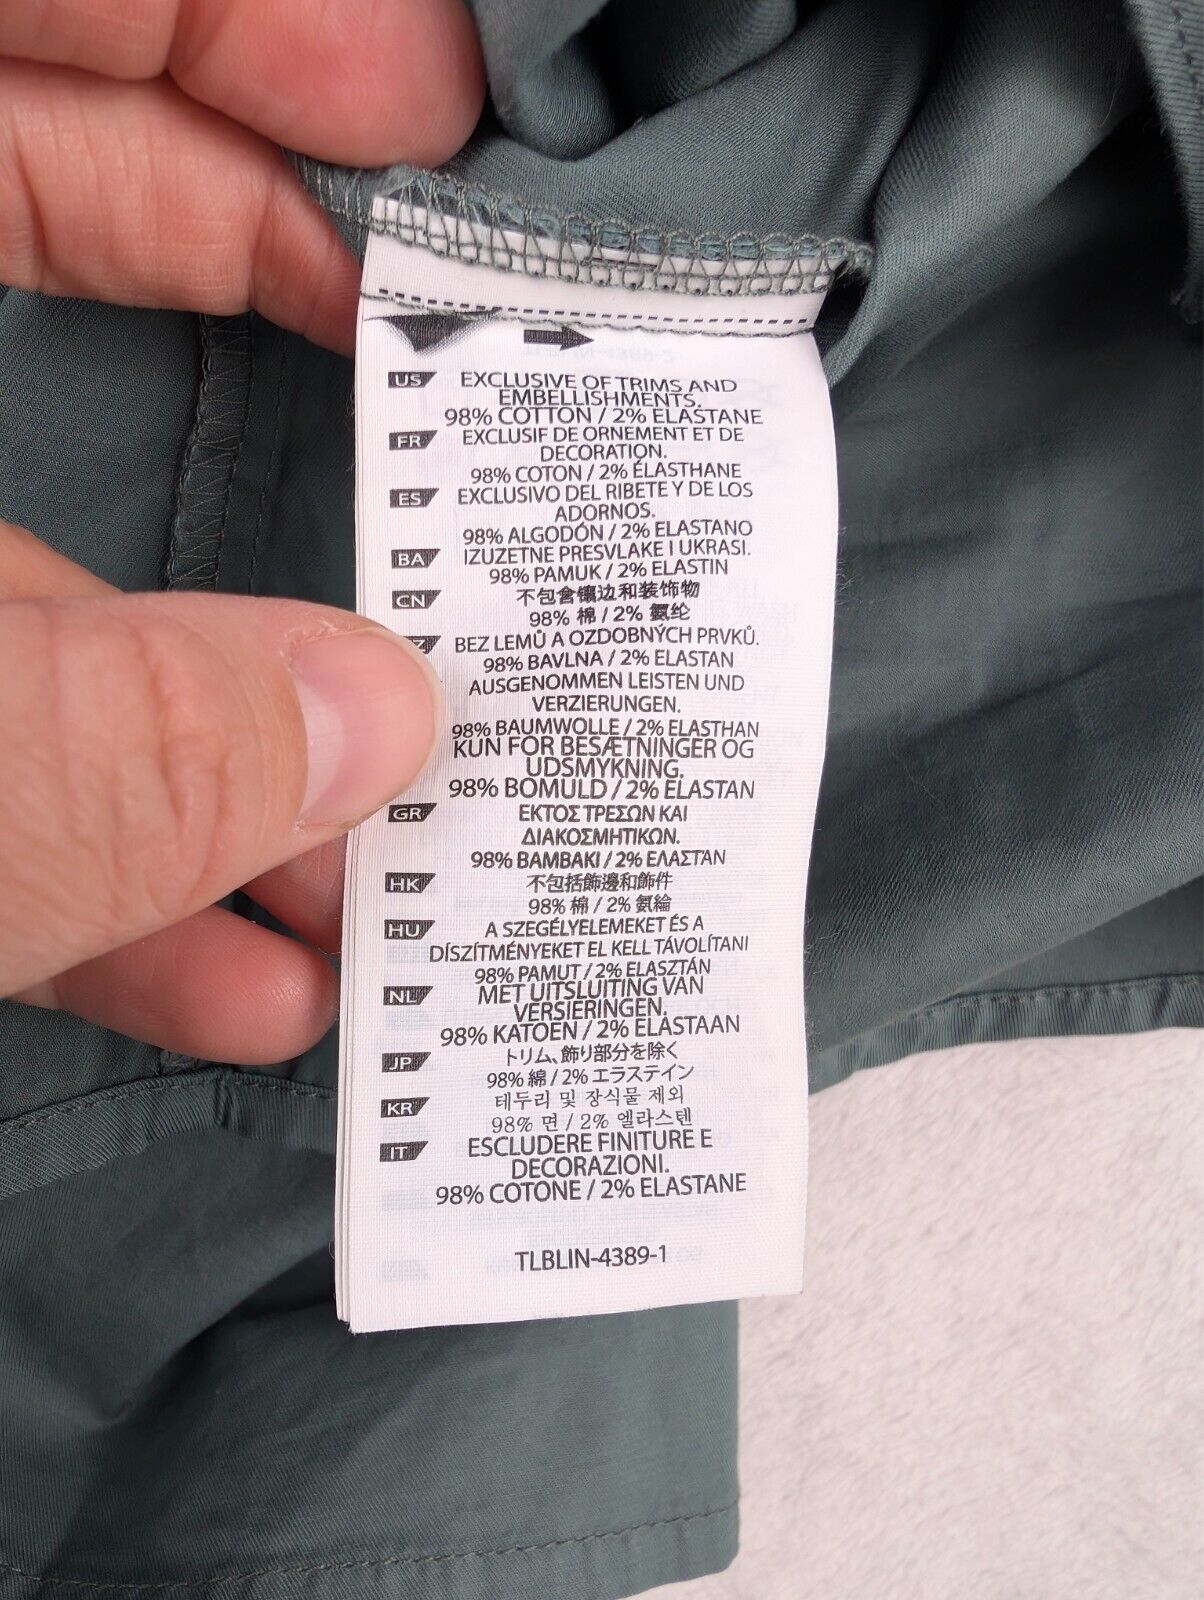 US EXCLUSIVE OF TRIMS AND
EMBELLISHMENTS.
98% COTTON / 2% ELASTANE
FR EXCLUSIF DE ORNEMENT ET DE
DECORATION.
98% COTON / 2% ÉLASTHANE
ES EXCLUSIVO DEL RIBETE Y DE LOS
ADORNOS.
98% ALGODÓN / 2% ELASTANO
BA IZUZETNE PRESVLAKE I UKRASI.
98% PAMUK / 2% ELASTIN
CN 不包含镶边和装饰物
98% 棉 / 2% 氨纶
Z BEZ LEMŮ A OZDOBNÝCH PRVKŮ.
98% BAVLNA / 2% ELASTAN
AUSGENOMMEN LEISTEN UND
VERZIERUNGEN.
98% BAUMWOLLE / 2% ELASTHAN
KUN FOR BESÆTNINGER OG
UDSMYKNING.
98% BOMULD / 2% ELASTAN
GR ΕΚΤΟΣ ΤΡΕΣΩΝ ΚΑΙ
ΔΙΑΚΟΣΜΗΤΙΚΩΝ.
98% ΒΑΜΒΑΚΙ / 2% ΕΛΑΣΤΑΝ
HK 不包括飾邊和飾件
98% 棉 / 2% 氨綸
HU A SZEGÉLYELEMEKET ÉS A
DÍSZÍTMÉNYEKET EL KELL TÁVOLÍTANI
98% PAMUT / 2% ELASZTÁN
NL MET UITSLUITING VAN
VERSIERINGEN.
98% KATOEN / 2% ELASTAAN
JP トリム、飾り部分を除く
98% 綿 / 2% エラステイン
KR 테두리 및 장식물 제외
98% 면 / 2% 엘라스텐
IT ESCLUDERE FINITURE E
DECORAZIONI.
98% COTONE / 2% ELASTANE
TLBLIN-4389-1